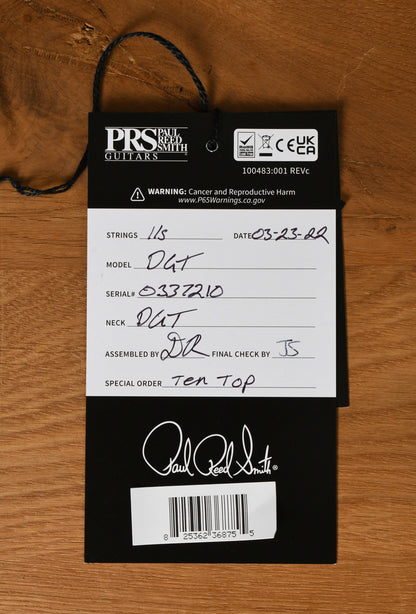 PRS PAUL REED SMITH
GUITARS
CE UK CA
100483:001 REVc
WARNING: Cancer and Reproductive Harm
www.P65Warnings.ca.gov
STRINGS 11s DATE 03-23-22
MODEL DGT
SERIAL# 0337210
NECK DGT
ASSEMBLED BY DR FINAL CHECK BY JS
SPECIAL ORDER Ten Top
Paul Reed Smith®
8 25362 36875 5